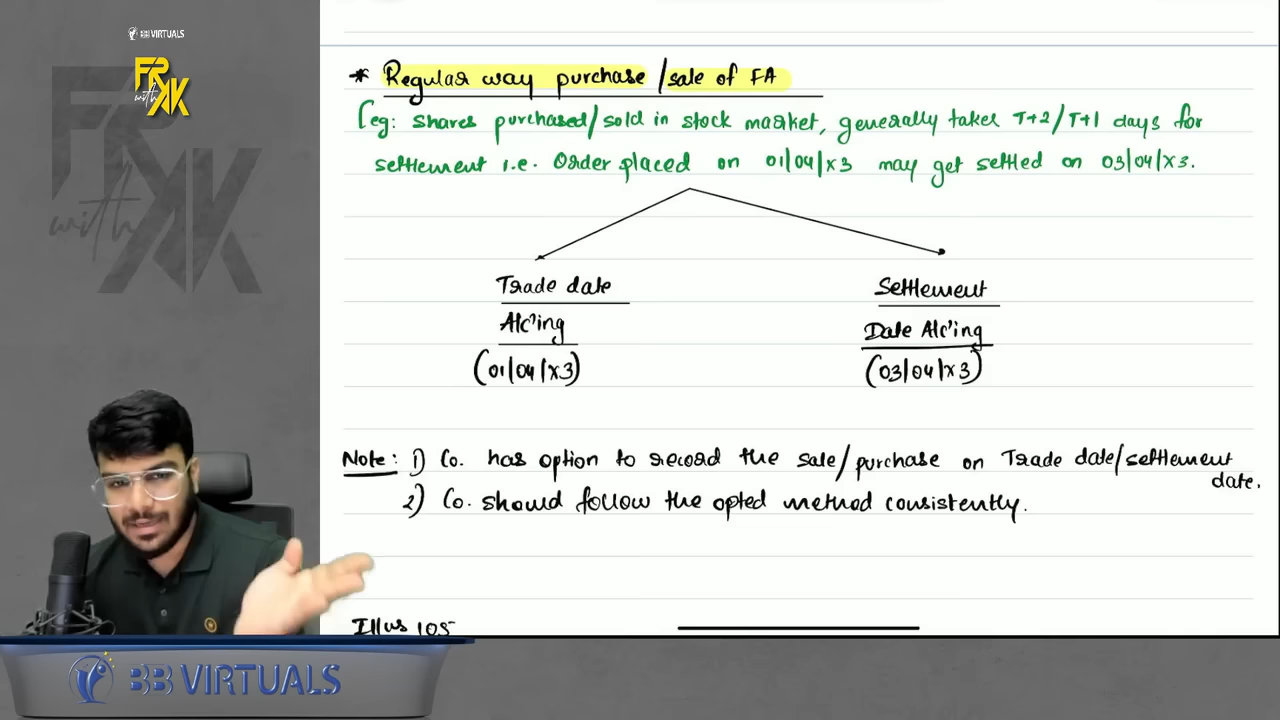 BB VIRTUALS
FR
with
AK
* Regular way purchase / sale of FA
[eg: shares purchased/sold in stock market, generally takes T+2/T+1 days for
settlement i.e. Order placed on 01/04/x3 may get settled on 03/04/x3.
Trade date
A/c'ing
(01/04/x3)
Settlement
Date A/c'ing
(03/04/x3)
Note: 1) Co. has option to record the sale/purchase on Trade date/settlement
date.
2) Co. should follow the opted method consistently.
Illus 105
FR
with
AK
BB VIRTUALS